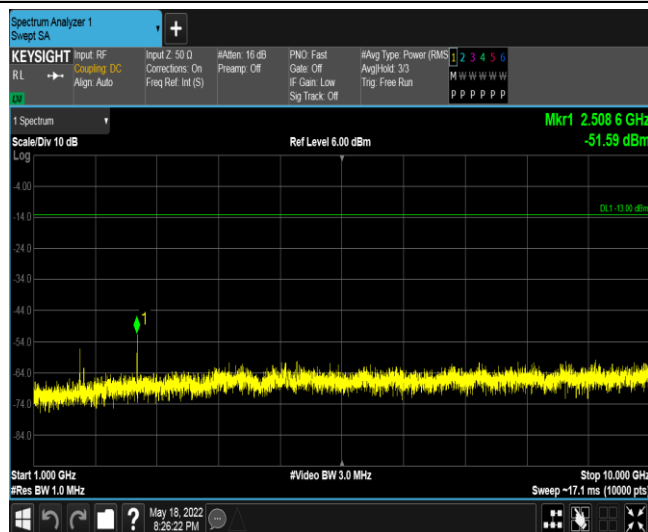 Spectrum Analyzer 1
Swept SA
KEYSIGHT Input: RF Input Z: 50 Ω #Atten: 16 dB PNO: Fast #Avg Type: Power (RMS 1 2 3 4 5 6
RL Coupling: DC Corrections: On Preamp: Off Gate: Off Avg|Hold: 3/3 M W W W W W
Align: Auto Freq Ref: Int (S) IF Gain: Low Trig: Free Run P P P P P P
Sig Track: Off
LXI
1 Spectrum
Mkr1 2.508 6 GHz
Scale/Div 10 dB Ref Level 6.00 dBm -51.59 dBm
Log
-4.00
DL1 -13.00 dBm
-14.0
-24.0
-34.0
-44.0
1
-54.0
-64.0
-74.0
-84.0
Start 1.000 GHz #Video BW 3.0 MHz Stop 10.000 GHz
#Res BW 1.0 MHz Sweep ~17.1 ms (10000 pts)
? May 18, 2022
8:26:22 PM